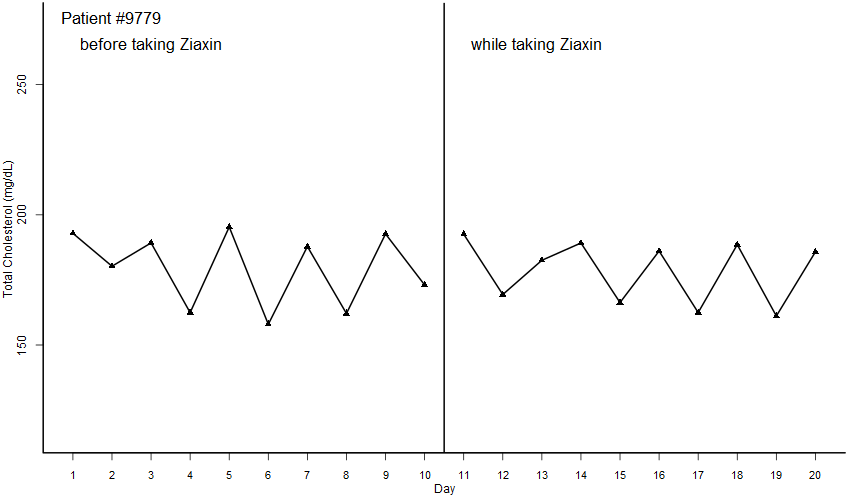 Patient #9779
before taking Ziaxin
while taking Ziaxin
250
200
150
Total Cholesterol (mg/dL)
1 2 3 4 5 6 7 8 9 10 11 12 13 14 15 16 17 18 19 20
Day